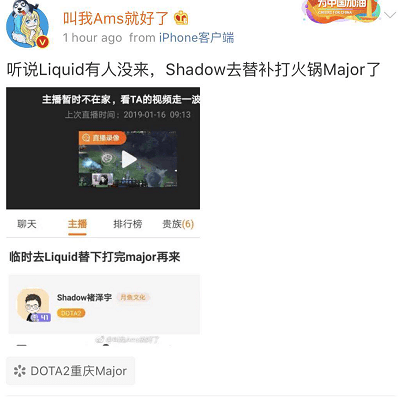 为中国加油
叫我Ams就好了
1 hour ago from iPhone客户端
听说Liquid有人没来，Shadow去替补打火锅Major了
主播暂时不在家，看TA的视频走一波
上次直播时间：2019-01-16 09:13
直播录像
聊天 主播 排行榜 贵族(6)
临时去Liquid替下打完major再来
Shadow褚泽宇 月鱼文化
41 DOTA2
@叫我Ams就好了
DOTA2重庆Major